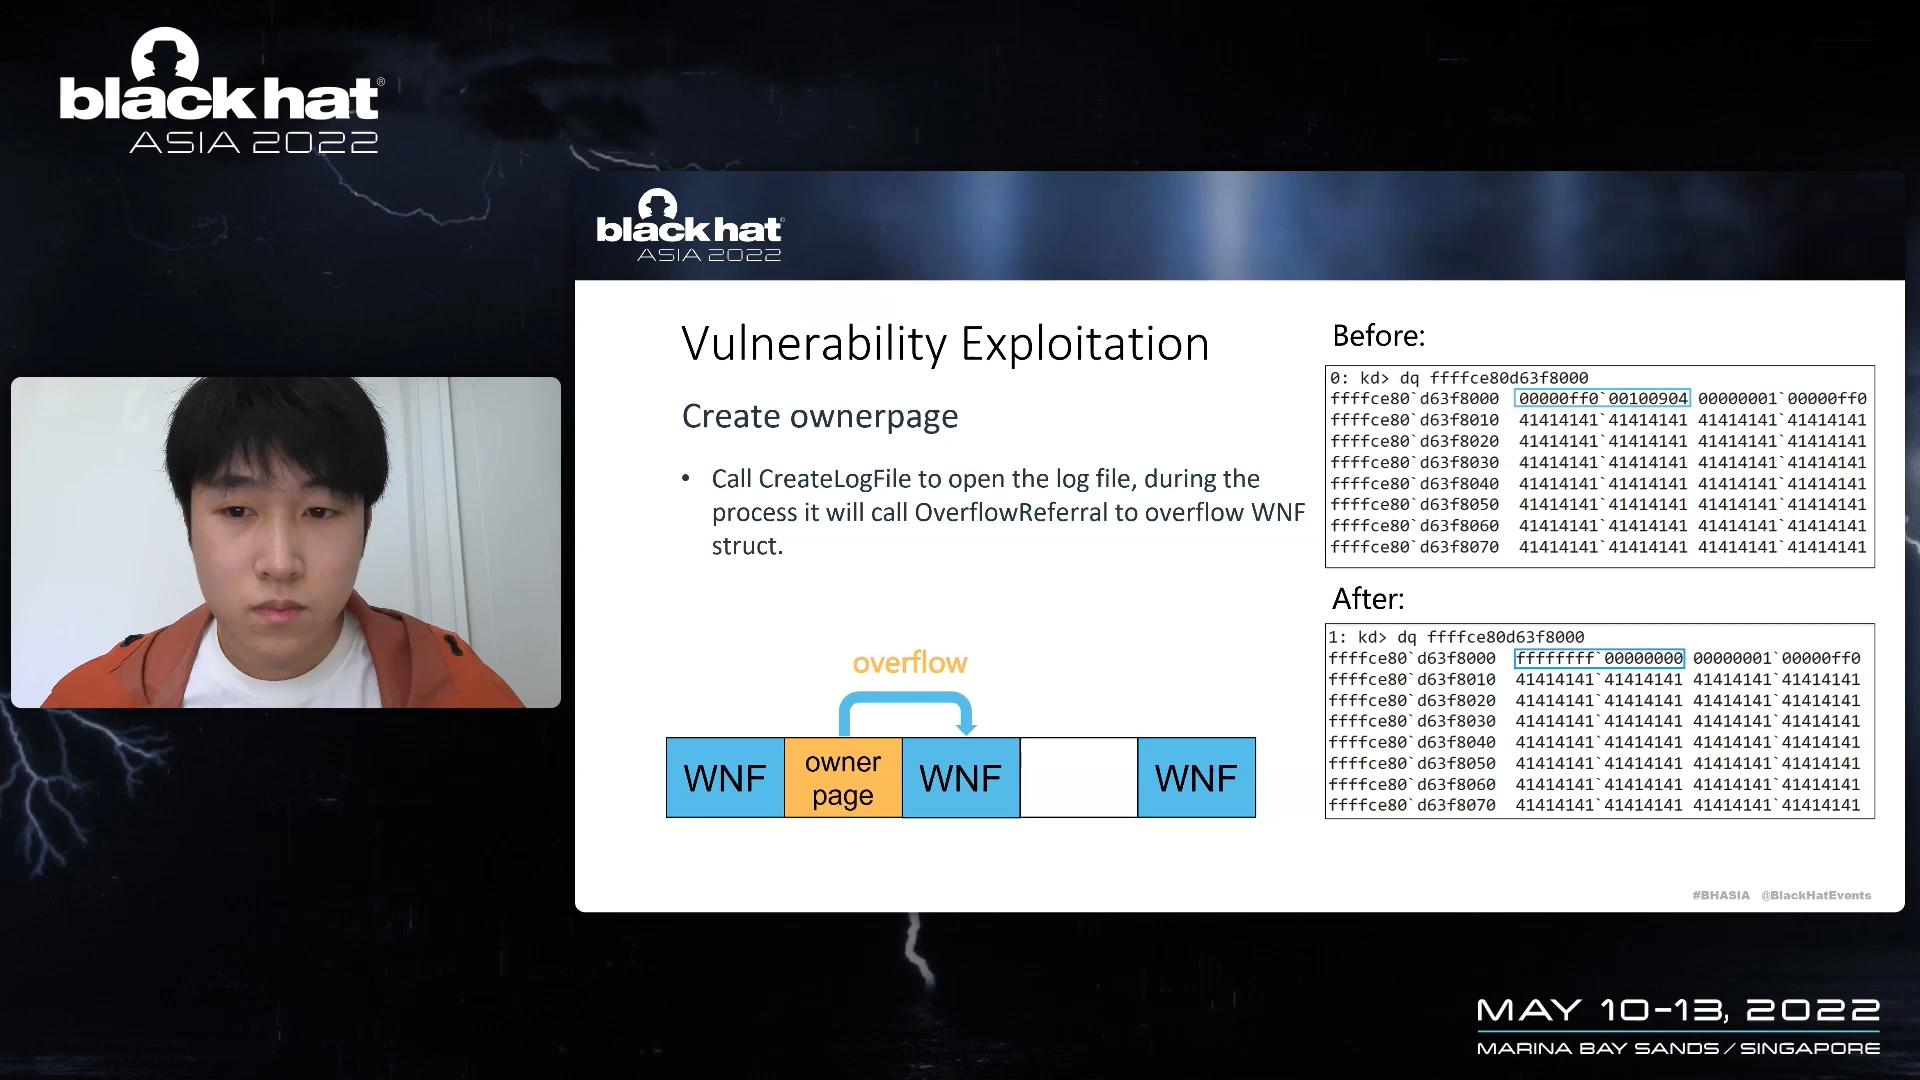 black hat®
ASIA 2022
black hat®
ASIA 2022
Vulnerability Exploitation
Create ownerpage
• Call CreateLogFile to open the log file, during the
process it will call OverflowReferral to overflow WNF
struct.
overflow
WNF
owner
page
WNF
WNF
Before:
0: kd> dq ffffce80d63f8000
ffffce80`d63f8000 00000ff0`00100904 00000001`00000ff0
ffffce80`d63f8010 41414141`41414141 41414141`41414141
ffffce80`d63f8020 41414141`41414141 41414141`41414141
ffffce80`d63f8030 41414141`41414141 41414141`41414141
ffffce80`d63f8040 41414141`41414141 41414141`41414141
ffffce80`d63f8050 41414141`41414141 41414141`41414141
ffffce80`d63f8060 41414141`41414141 41414141`41414141
ffffce80`d63f8070 41414141`41414141 41414141`41414141
After:
1: kd> dq ffffce80d63f8000
ffffce80`d63f8000 ffffffff`00000000 00000001`00000ff0
ffffce80`d63f8010 41414141`41414141 41414141`41414141
ffffce80`d63f8020 41414141`41414141 41414141`41414141
ffffce80`d63f8030 41414141`41414141 41414141`41414141
ffffce80`d63f8040 41414141`41414141 41414141`41414141
ffffce80`d63f8050 41414141`41414141 41414141`41414141
ffffce80`d63f8060 41414141`41414141 41414141`41414141
ffffce80`d63f8070 41414141`41414141 41414141`41414141
#BHASIA @BlackHatEvents
MAY 10-13, 2022
MARINA BAY SANDS / SINGAPORE